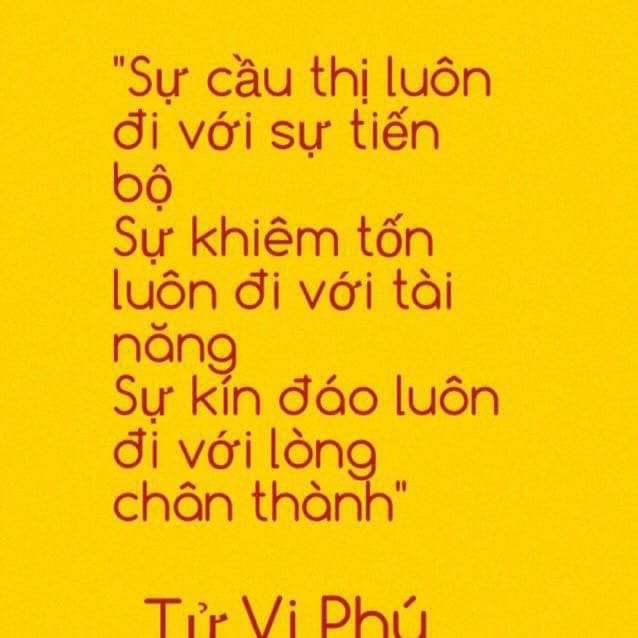 "Sự cầu thị luôn
đi với sự tiến
bộ
Sự khiêm tốn
luôn đi với tài
năng
Sự kín đáo luôn
đi với lòng
chân thành"
Tử Vi Phú